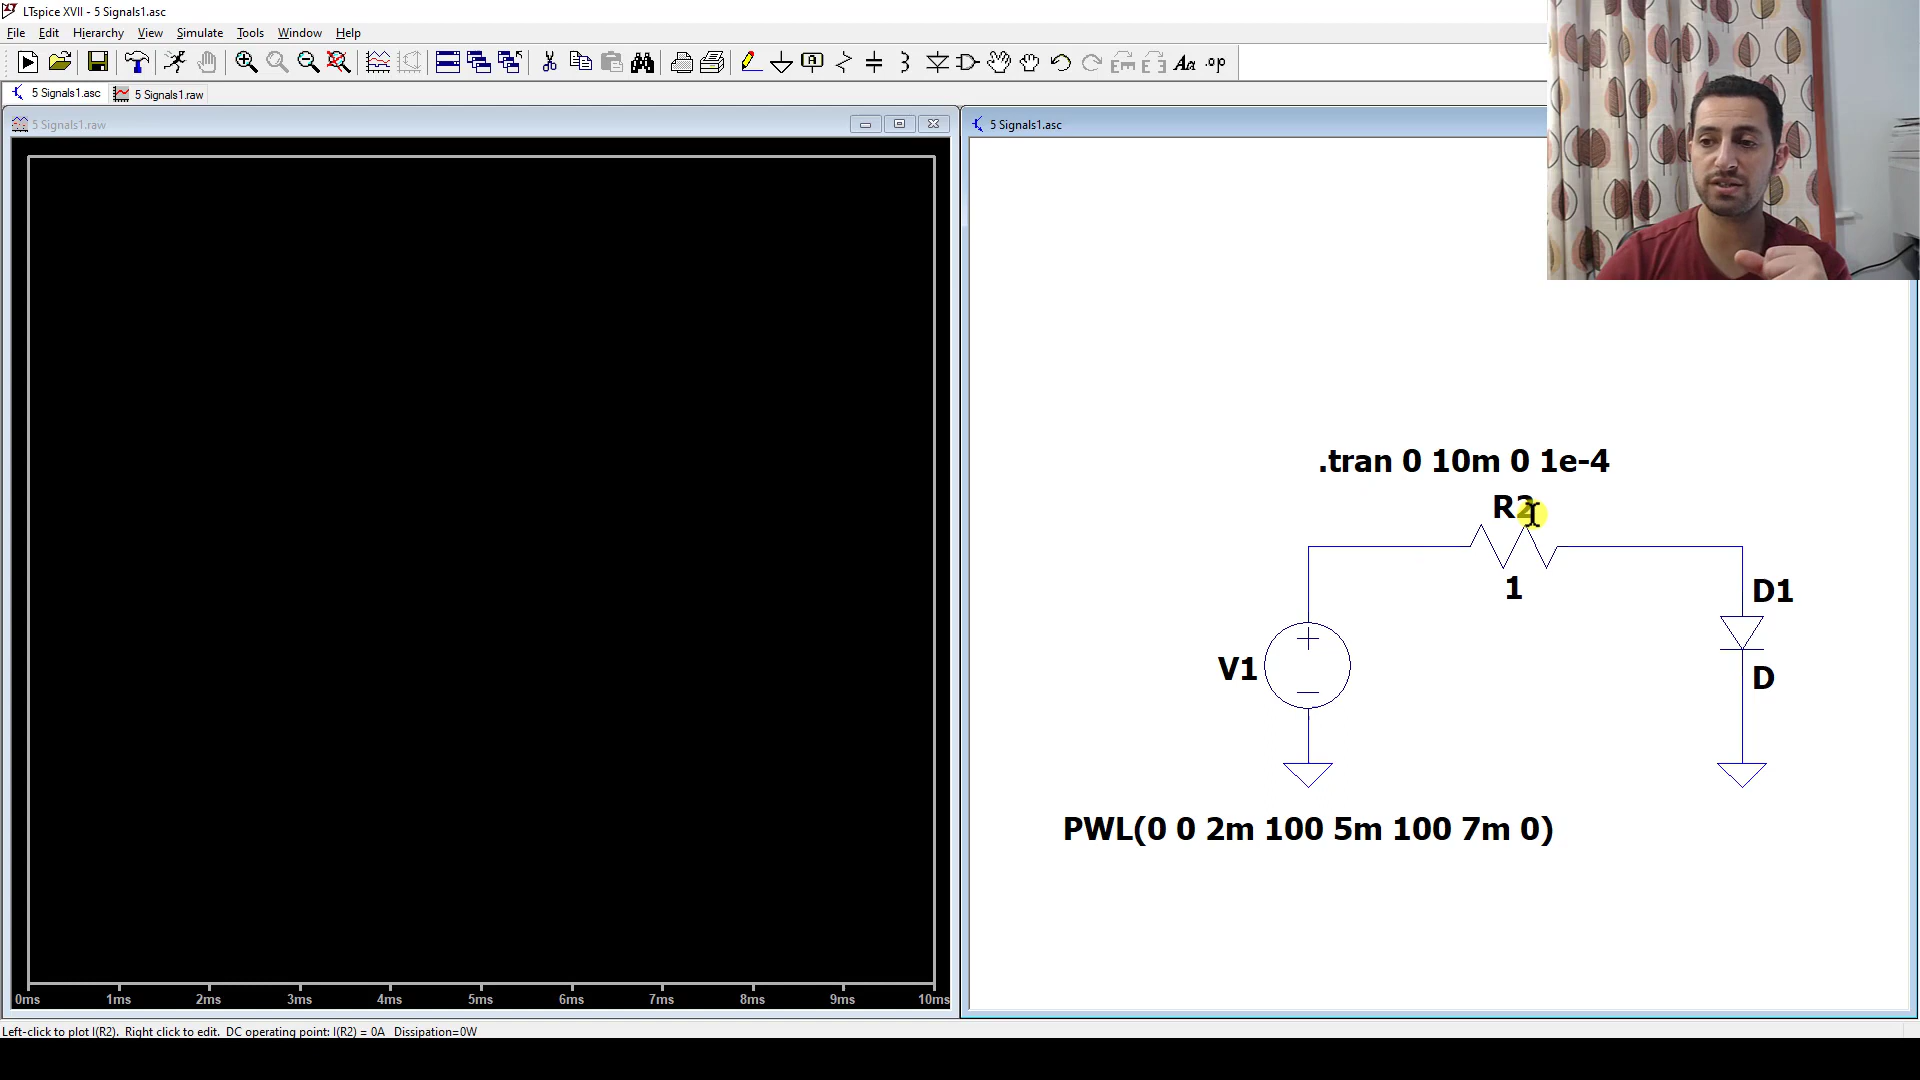 LTspice XVII - 5 Signals1.asc
File Edit Hierarchy View Simulate Tools Window Help
Aa .op
5 Signals1.asc 5 Signals1.raw
5 Signals1.raw
5 Signals1.asc
.tran 0 10m 0 1e-4
R2
1
D1
V1
D
PWL(0 0 2m 100 5m 100 7m 0)
0ms 1ms 2ms 3ms 4ms 5ms 6ms 7ms 8ms 9ms 10ms
Left-click to plot I(R2). Right click to edit. DC operating point: I(R2) = 0A Dissipation=0W